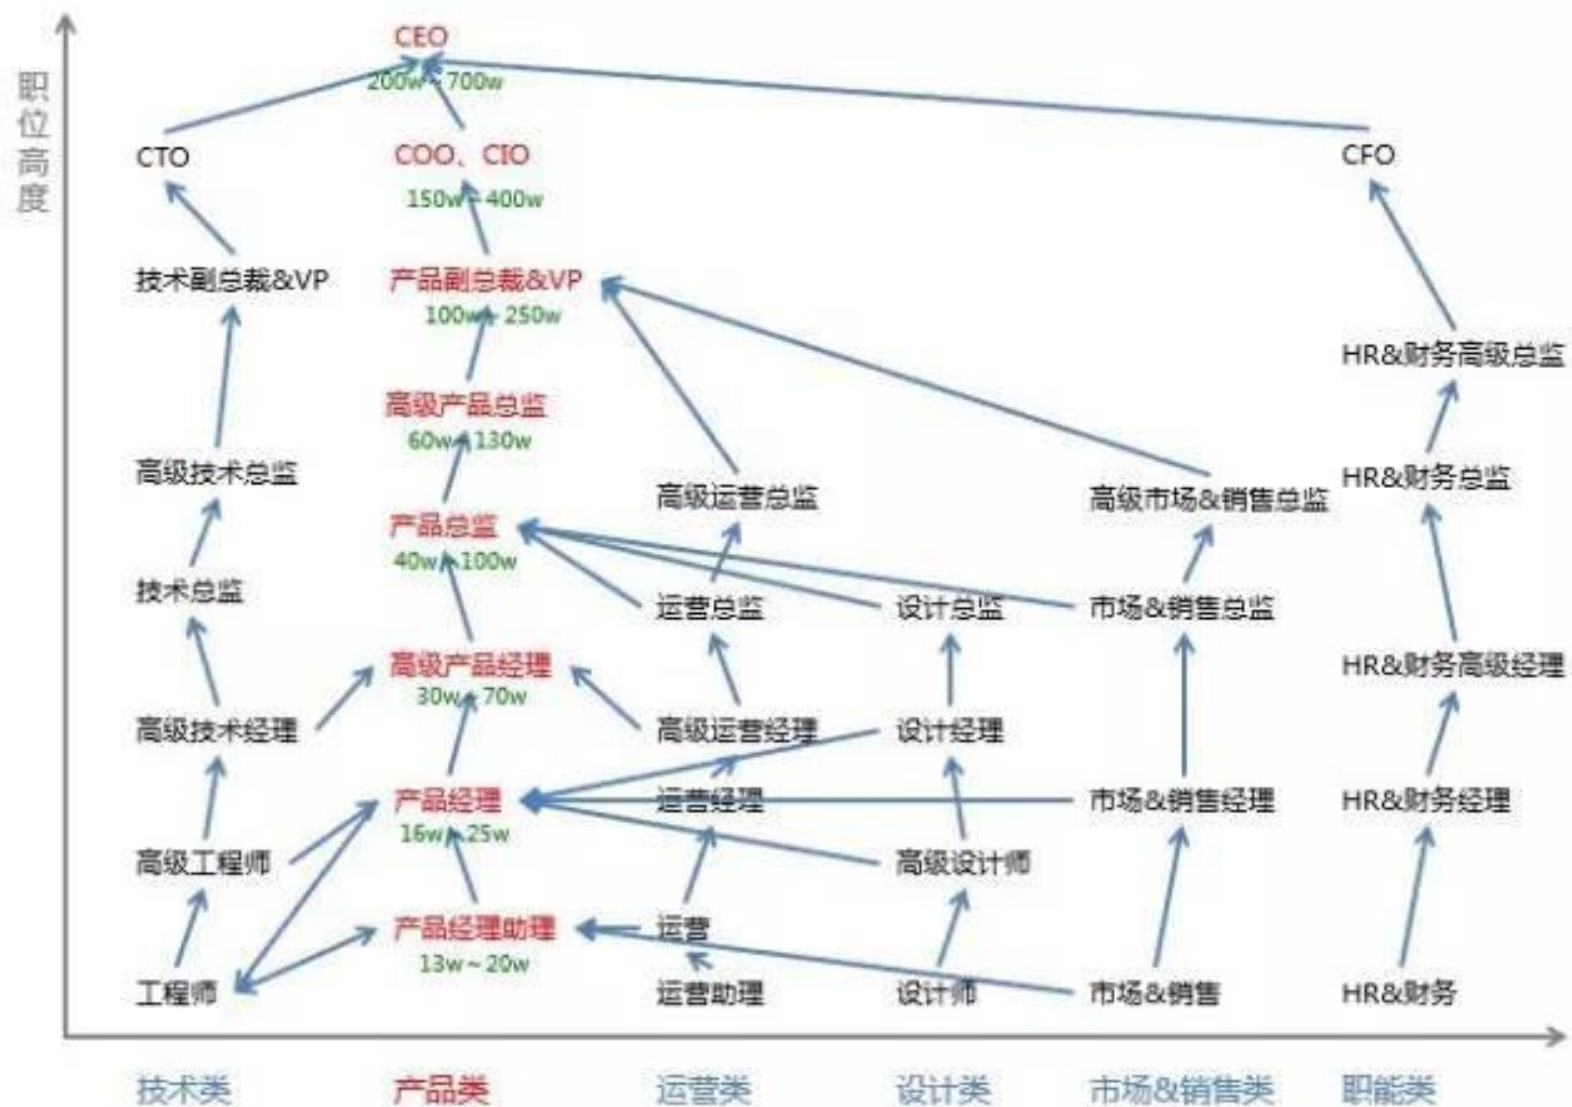 职位高度
CEO
200w~700w
CTO
COO、CIO
CFO
150w~400w
技术副总裁&VP
产品副总裁&VP
100w~250w
HR&财务高级总监
高级产品总监
60w~130w
高级技术总监
HR&财务总监
高级运营总监
高级市场&销售总监
产品总监
40w~100w
技术总监
运营总监
设计总监
市场&销售总监
高级产品经理
HR&财务高级经理
30w~70w
高级技术经理
高级运营经理
设计经理
产品经理
运营经理
市场&销售经理
HR&财务经理
16w~25w
高级工程师
高级设计师
产品经理助理
运营
13w~20w
工程师
运营助理
设计师
市场&销售
HR&财务
技术类
产品类
运营类
设计类
市场&销售类
职能类